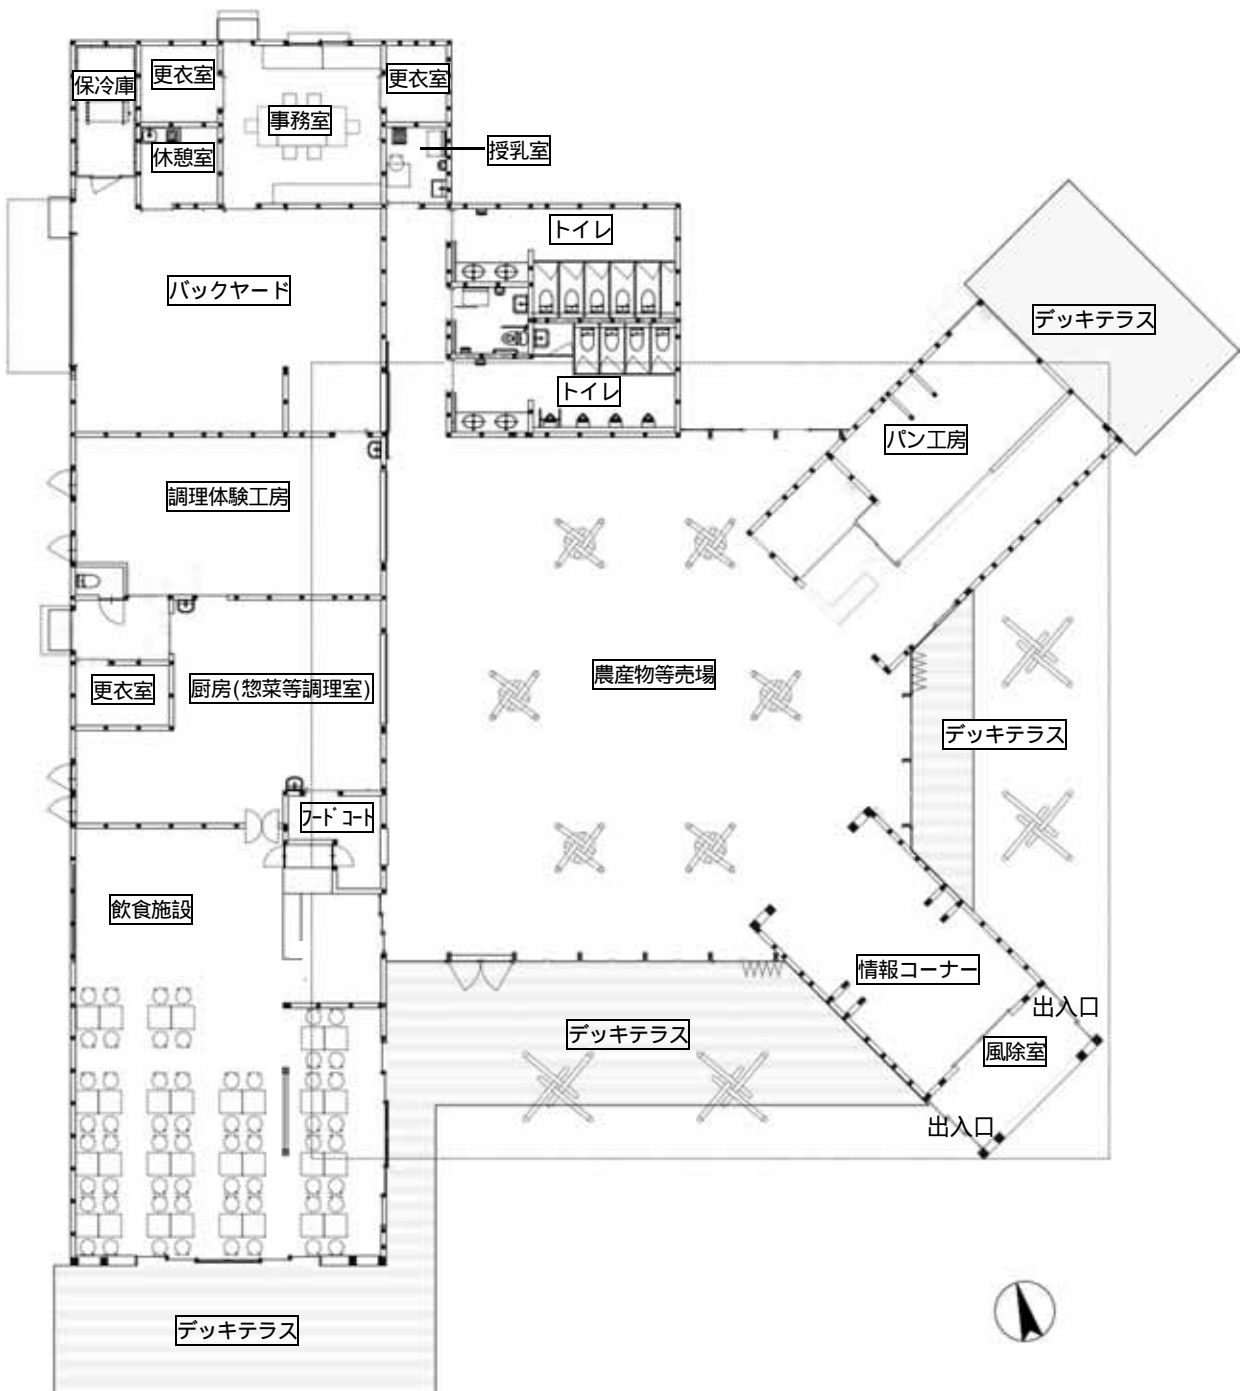 保冷庫
更衣室
事務室
更衣室
休憩室
授乳室
トイレ
バックヤード
デッキテラス
トイレ
パン工房
調理体験工房
農産物等売場
更衣室
厨房(惣菜等調理室)
デッキテラス
ﾌｰﾄﾞｺｰﾄ
飲食施設
情報コーナー
出入口
デッキテラス
風除室
出入口
デッキテラス